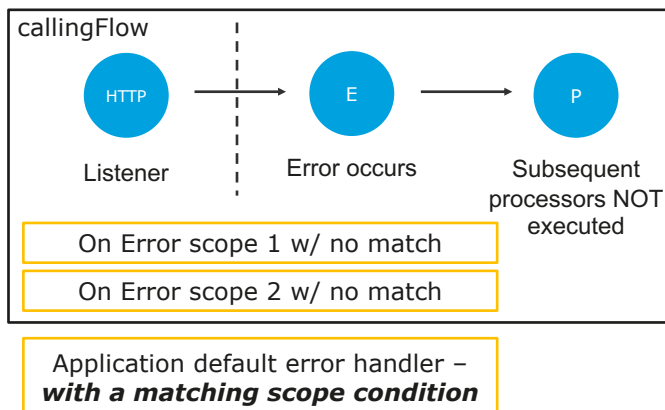 callingFlow
HTTP
E
P
Listener
Error occurs
Subsequent
processors NOT
executed
On Error scope 1 w/ no match
On Error scope 2 w/ no match
Application default error handler –
with a matching scope condition